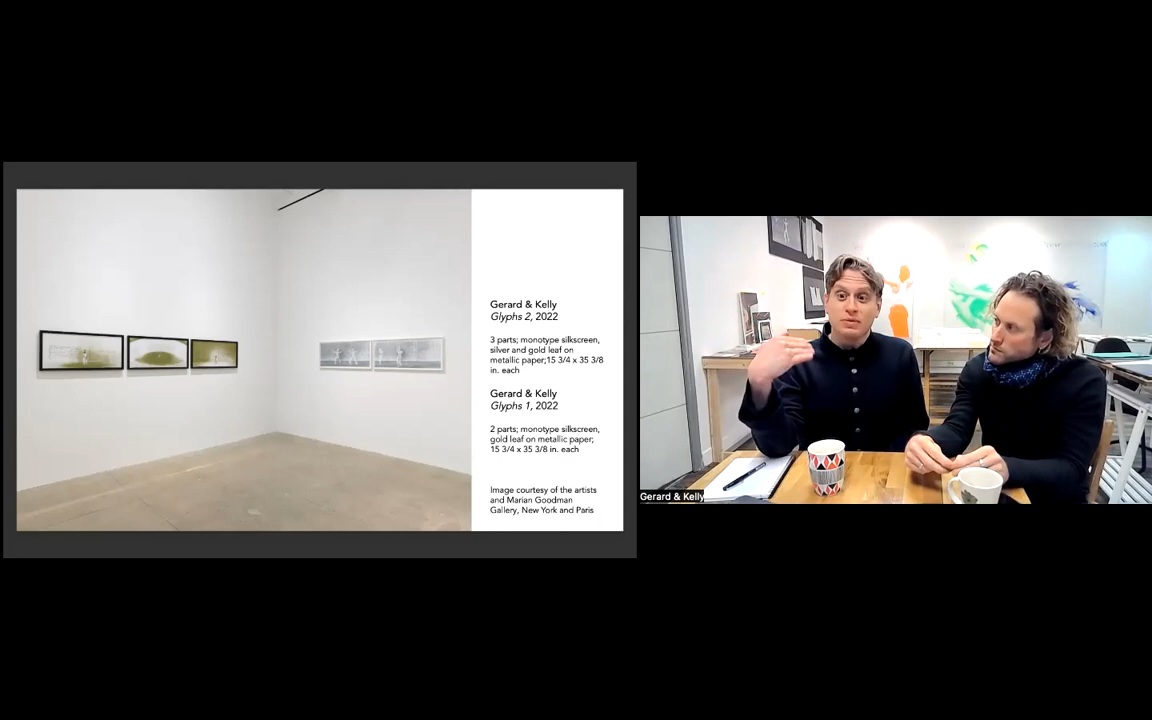 Gerard & Kelly
Glyphs 2, 2022
3 parts; monotype silkscreen,
silver and gold leaf on
metallic paper;15 3/4 x 35 3/8
in. each
Gerard & Kelly
Glyphs 1, 2022
2 parts; monotype silkscreen,
gold leaf on metallic paper;
15 3/4 x 35 3/8 in. each
Image courtesy of the artists
and Marian Goodman
Gallery, New York and Paris
Gerard & Kelly